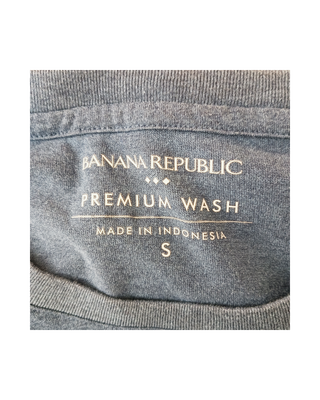 BANANA REPUBLIC
PREMIUM WASH
MADE IN INDONESIA
S